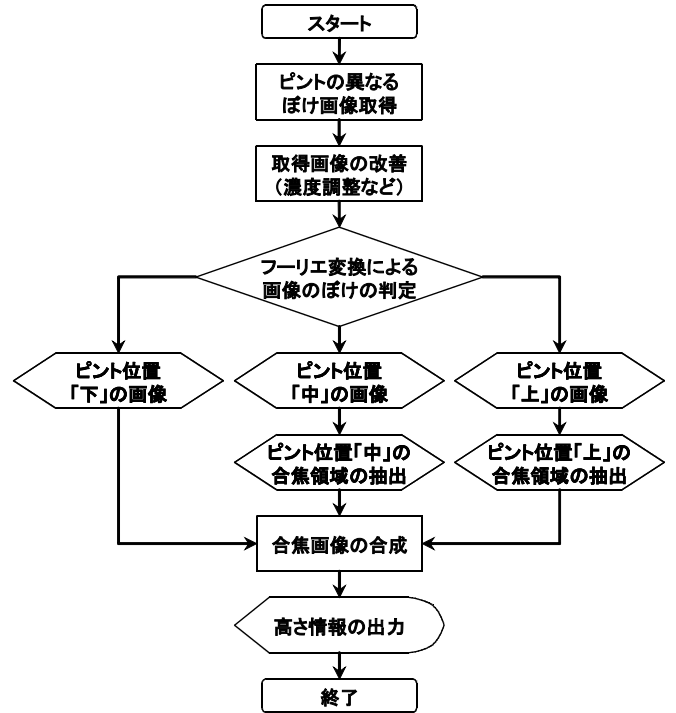 スタート
ピントの異なる
ぼけ画像取得
取得画像の改善
（濃度調整など）
フーリエ変換による
画像のぼけの判定
ピント位置
「下」の画像
ピント位置
「中」の画像
ピント位置
「上」の画像
ピント位置「中」の
合焦領域の抽出
ピント位置「上」の
合焦領域の抽出
合焦画像の合成
高さ情報の出力
終了